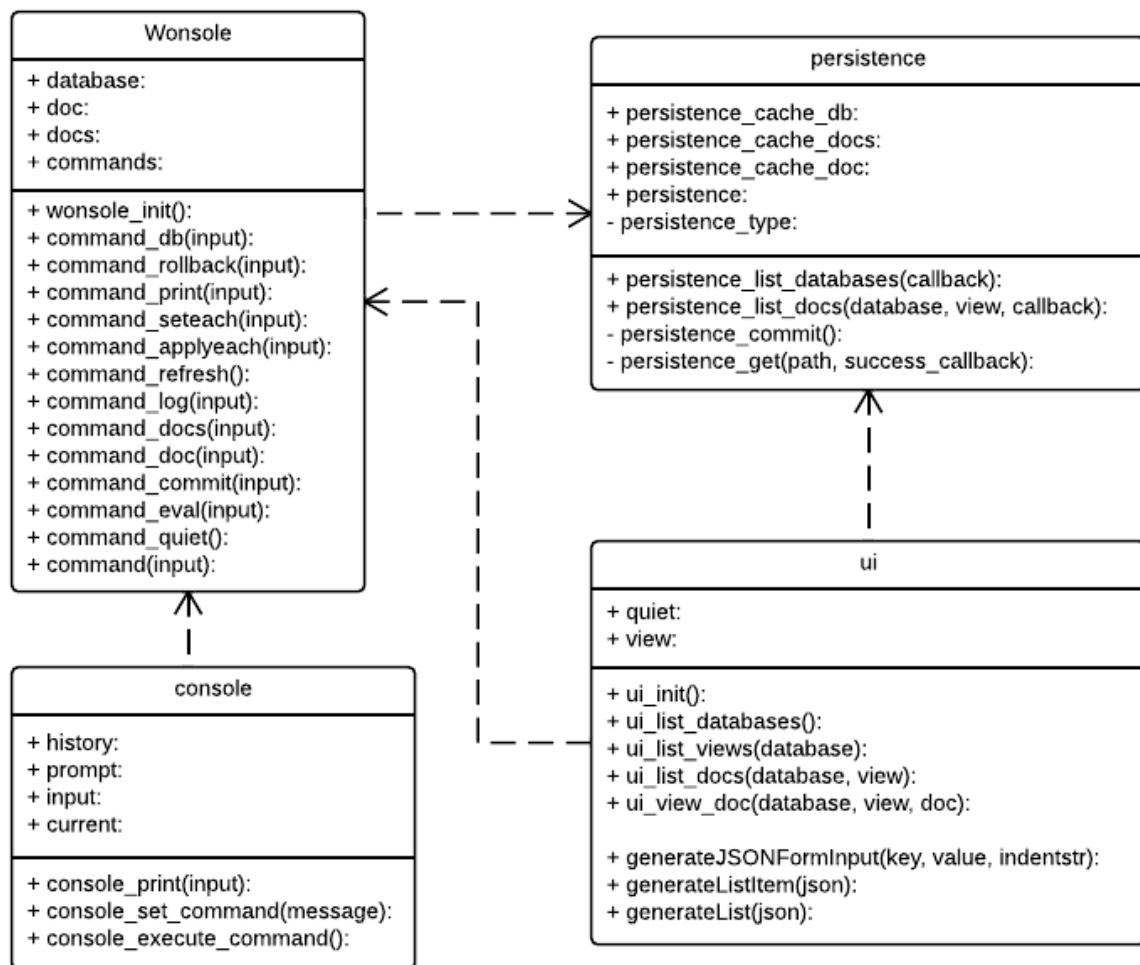 Wonsole
+ database:
+ doc:
+ docs:
+ commands:
+ wonsole_init():
+ command_db(input):
+ command_rollback(input):
+ command_print(input):
+ command_seteach(input):
+ command_applyeach(input):
+ command_refresh():
+ command_log(input):
+ command_docs(input):
+ command_doc(input):
+ command_commit(input):
+ command_eval(input):
+ command_quiet():
+ command(input):
persistence
+ persistence_cache_db:
+ persistence_cache_docs:
+ persistence_cache_doc:
+ persistence:
- persistence_type:
+ persistence_list_databases(callback):
+ persistence_list_docs(database, view, callback):
- persistence_commit():
- persistence_get(path, success_callback):
console
+ history:
+ prompt:
+ input:
+ current:
+ console_print(input):
+ console_set_command(message):
+ console_execute_command():
ui
+ quiet:
+ view:
+ ui_init():
+ ui_list_databases():
+ ui_list_views(database):
+ ui_list_docs(database, view):
+ ui_view_doc(database, view, doc):
+ generateJSONFormInput(key, value, indentstr):
+ generateListItem(json):
+ generateList(json):